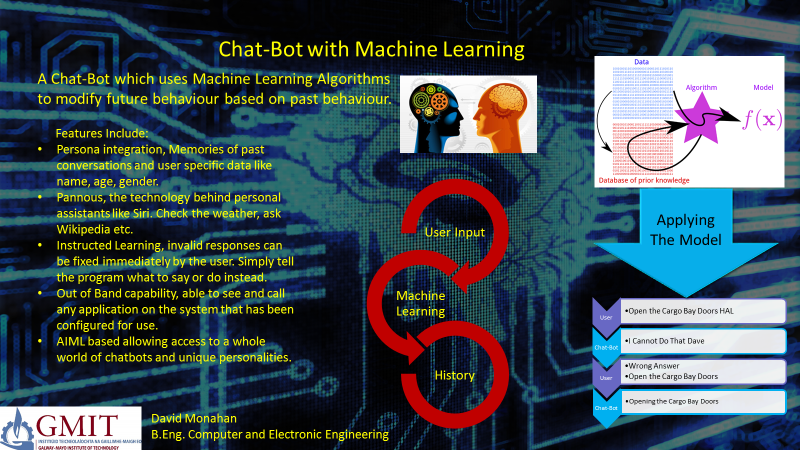 Chat-Bot with Machine Learning
A Chat-Bot which uses Machine Learning Algorithms
to modify future behaviour based on past behaviour.
Features Include:
• Persona integration, Memories of past
conversations and user specific data like
name, age, gender.
• Pannous, the technology behind personal
assistants like Siri. Check the weather, ask
Wikipedia etc.
• Instructed Learning, invalid responses can
be fixed immediately by the user. Simply tell
the program what to say or do instead.
• Out of Band capability, able to see and call
any application on the system that has been
configured for use.
• AIML based allowing access to a whole
world of chatbots and unique personalities.
User Input
Machine
Learning
History
Data
Algorithm
Model
f(x)
Database of prior knowledge
Applying
The Model
User
•Open the Cargo Bay Doors HAL
Chat-Bot
•I Cannot Do That Dave
User
•Wrong Answer
•Open the Cargo Bay Doors
Chat-Bot
•Opening the Cargo Bay Doors
GMIT
GALWAY-MAYO INSTITUTE OF TECHNOLOGY
David Monahan
B.Eng. Computer and Electronic Engineering